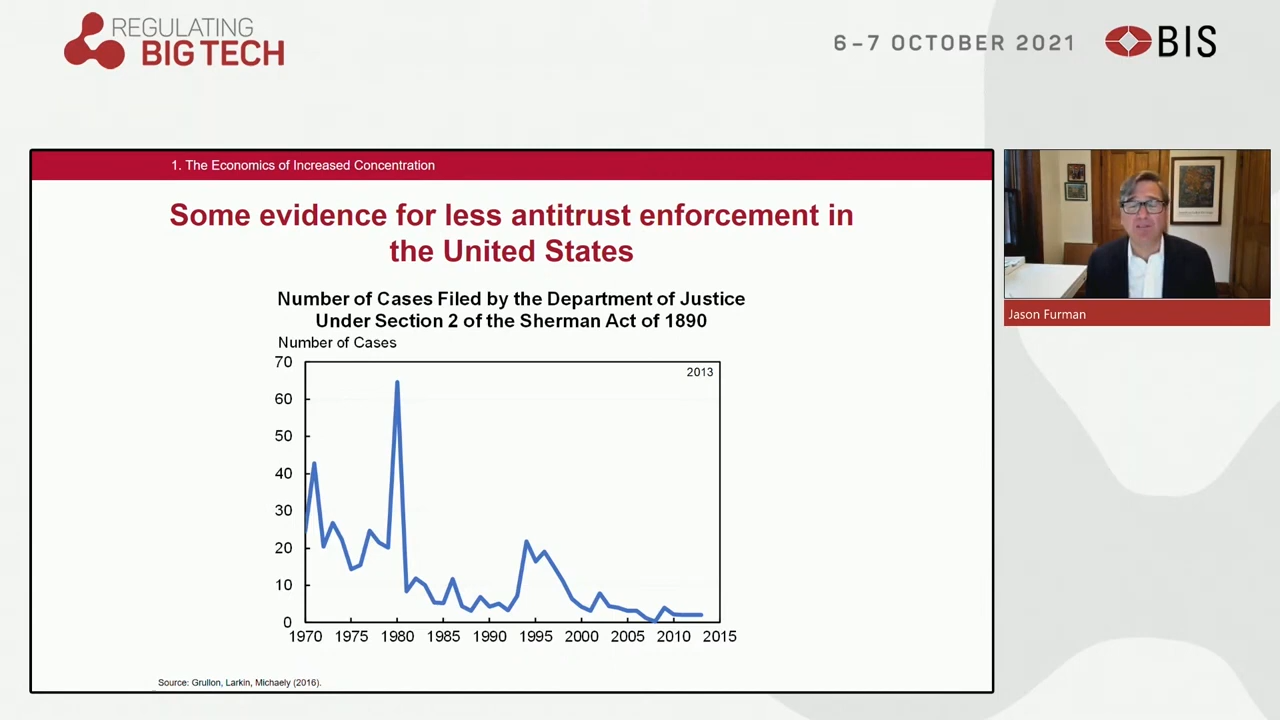 REGULATING
BIG TECH
6–7 OCTOBER 2021
BIS
1. The Economics of Increased Concentration
Some evidence for less antitrust enforcement in
the United States
Number of Cases Filed by the Department of Justice
Under Section 2 of the Sherman Act of 1890
Number of Cases
70
2013
60
50
40
30
20
10
0
1970 1975 1980 1985 1990 1995 2000 2005 2010 2015
Source: Grullon, Larkin, Michaely (2016).
Jason Furman